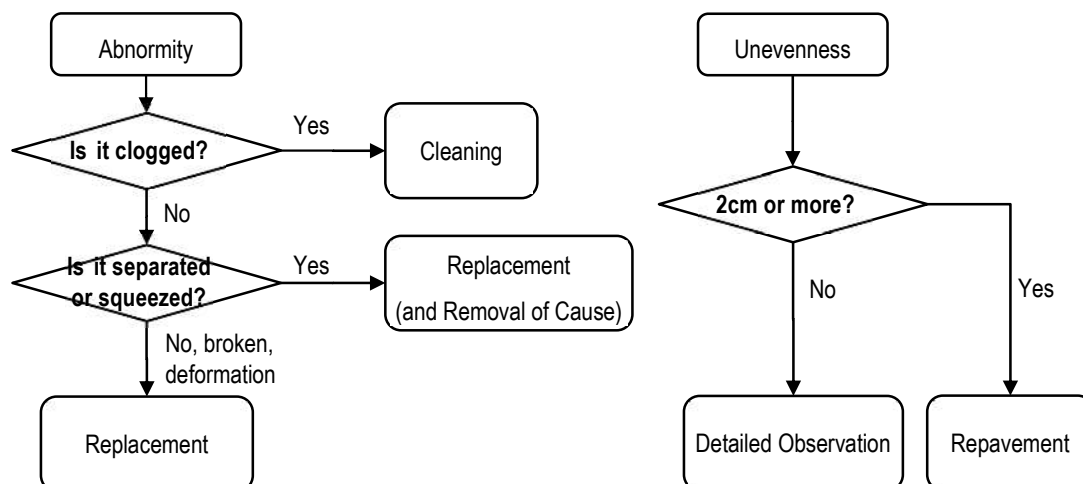 Abnormity
Is it clogged?
Yes
Cleaning
No
Is it separated
or squeezed?
Yes
Replacement
(and Removal of Cause)
No, broken,
deformation
Replacement
Unevenness
2cm or more?
No
Yes
Detailed Observation
Repavement